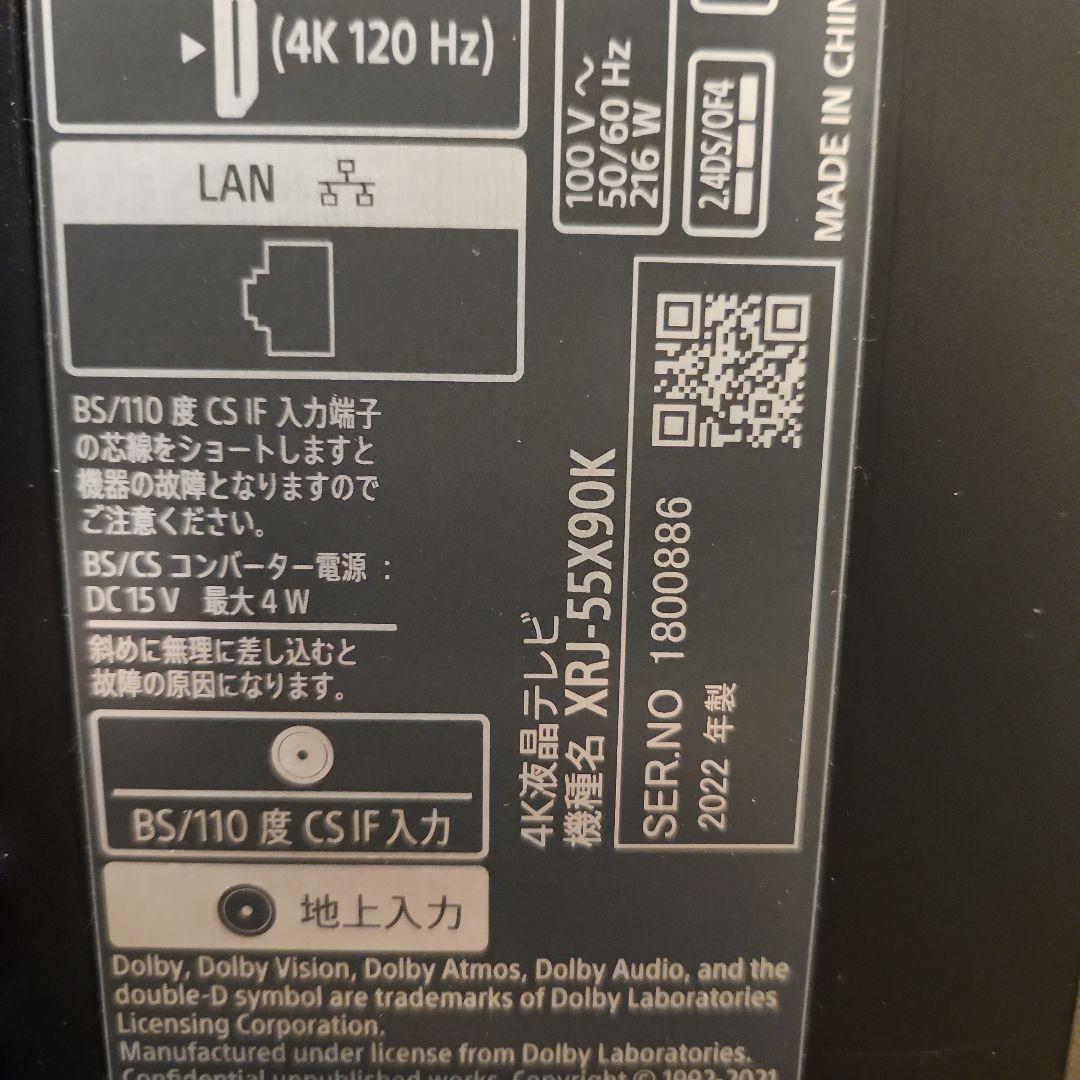 (4K 120 Hz)
LAN
BS/110 度 CS IF 入力端子
の芯線をショートしますと
機器の故障となりますので
ご注意ください。
BS/CS コンバーター電源：
DC 15 V 最大 4 W
斜めに無理に差し込むと
故障の原因になります。
BS/110 度 CS IF 入力
地上入力
100 V ～
50/60 Hz
216 W
2.4DS/OF4
MADE IN CHIN
4K液晶テレビ
機種名 XRJ-55X90K
SER.NO 1800886
2022 年製
Dolby, Dolby Vision, Dolby Atmos, Dolby Audio, and the
double-D symbol are trademarks of Dolby Laboratories
Licensing Corporation.
Manufactured under license from Dolby Laboratories.
Confidential unpublished works. Copyright © 1992-2021